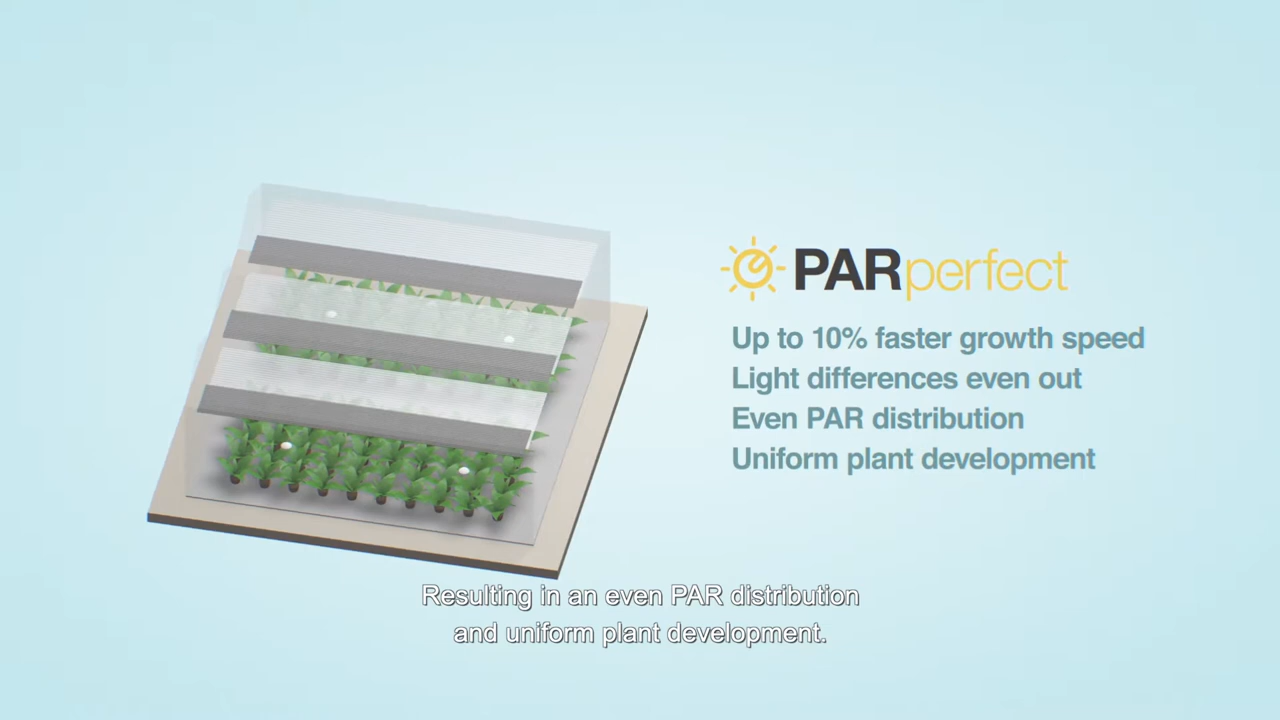 PARperfect
Up to 10% faster growth speed
Light differences even out
Even PAR distribution
Uniform plant development
Resulting in an even PAR distribution
and uniform plant development.